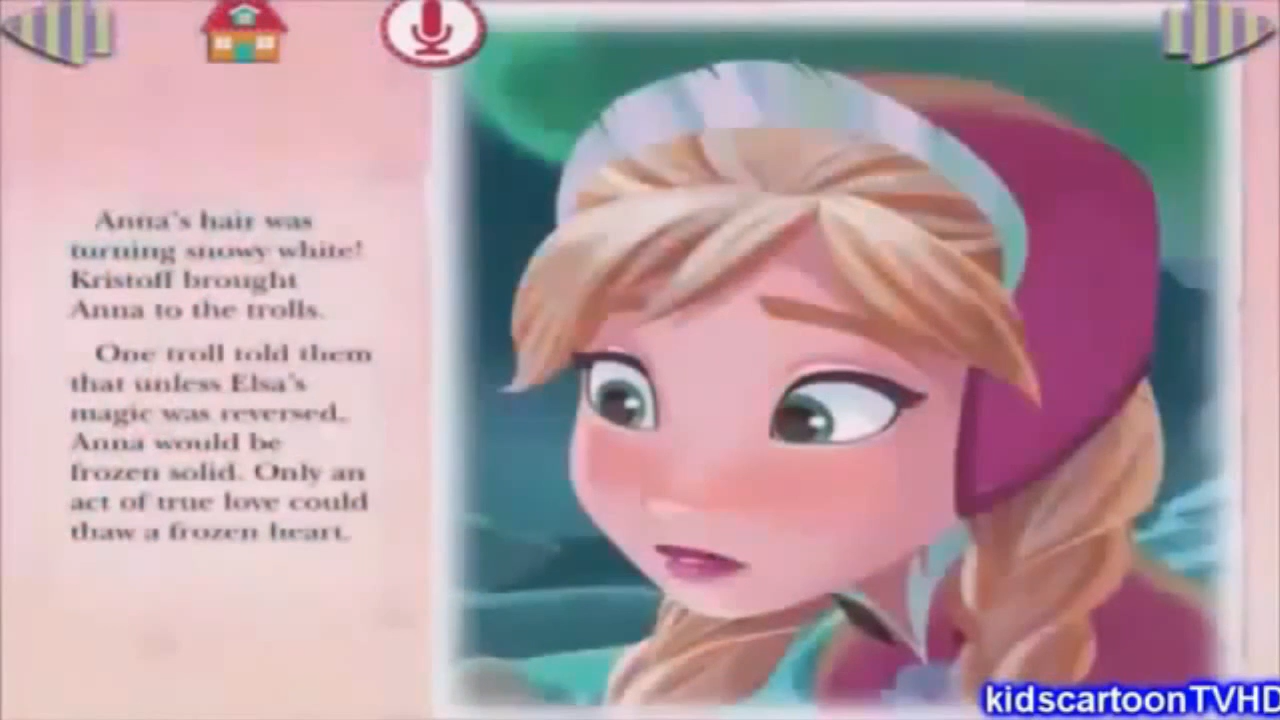 Anna's hair was
turning snowy white!
Kristoff brought
Anna to the trolls.
One troll told them
that unless Elsa's
magic was reversed,
Anna would be
frozen solid. Only an
act of true love could
thaw a frozen heart.
kidscartoonTVHD